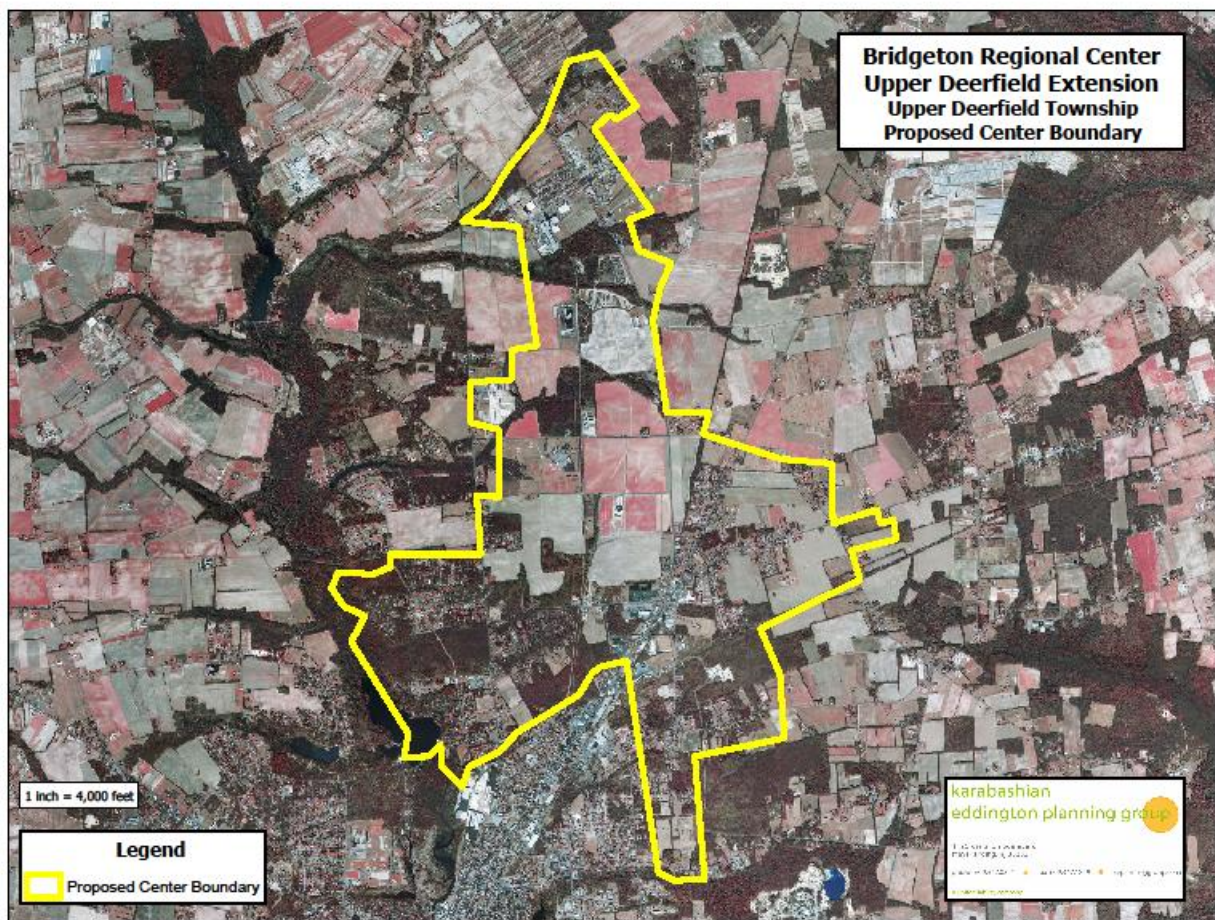 Bridgeton Regional Center
Upper Deerfield Extension
Upper Deerfield Township
Proposed Center Boundary
1 inch = 4,000 feet
Legend
Proposed Center Boundary
karabashian
eddington planning group